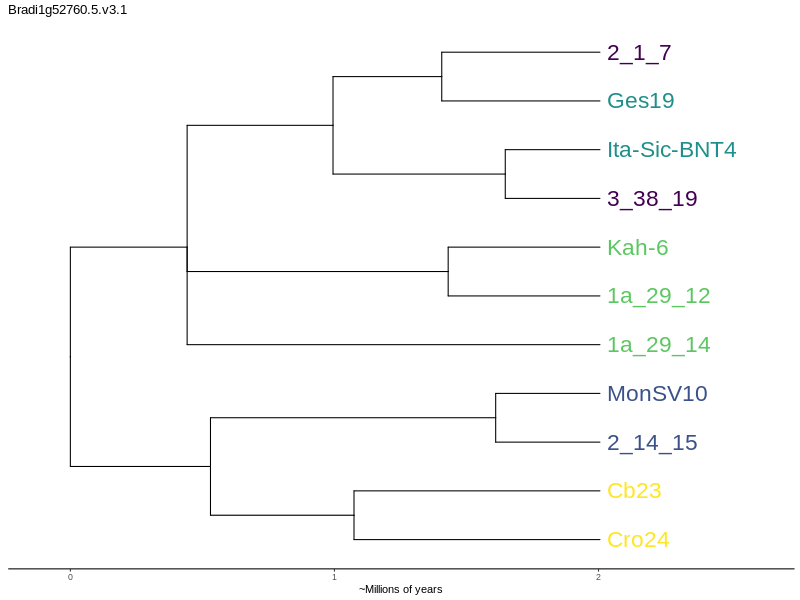 Bradi1g52760.5.v3.1
2_1_7
Ges19
Ita-Sic-BNT4
3_38_19
Kah-6
1a_29_12
1a_29_14
MonSV10
2_14_15
Cb23
Cro24
0 1 2
~Millions of years